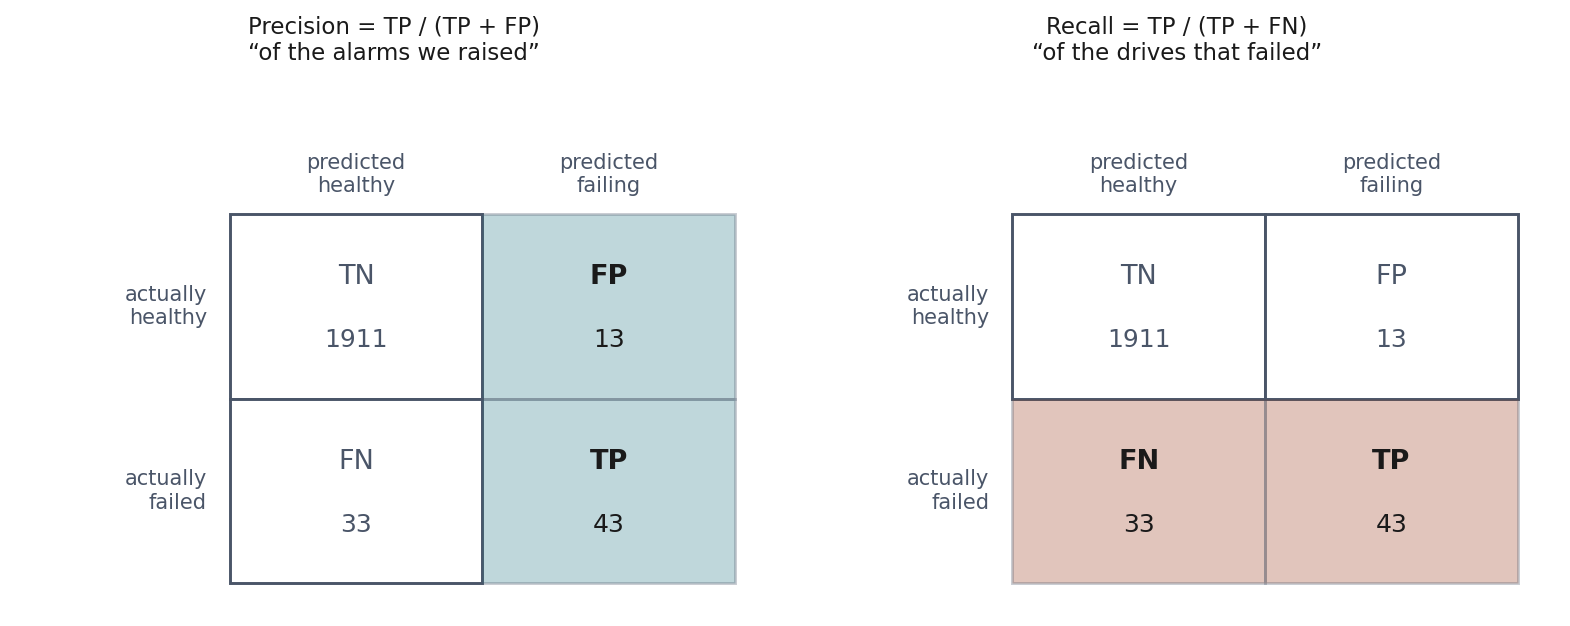 Precision = TP / (TP + FP)
“of the alarms we raised”
predicted
healthy
predicted
failing
actually
healthy
TN
FP
1911
13
actually
failed
FN
TP
33
43
Recall = TP / (TP + FN)
“of the drives that failed”
predicted
healthy
predicted
failing
actually
healthy
TN
FP
1911
13
actually
failed
FN
TP
33
43